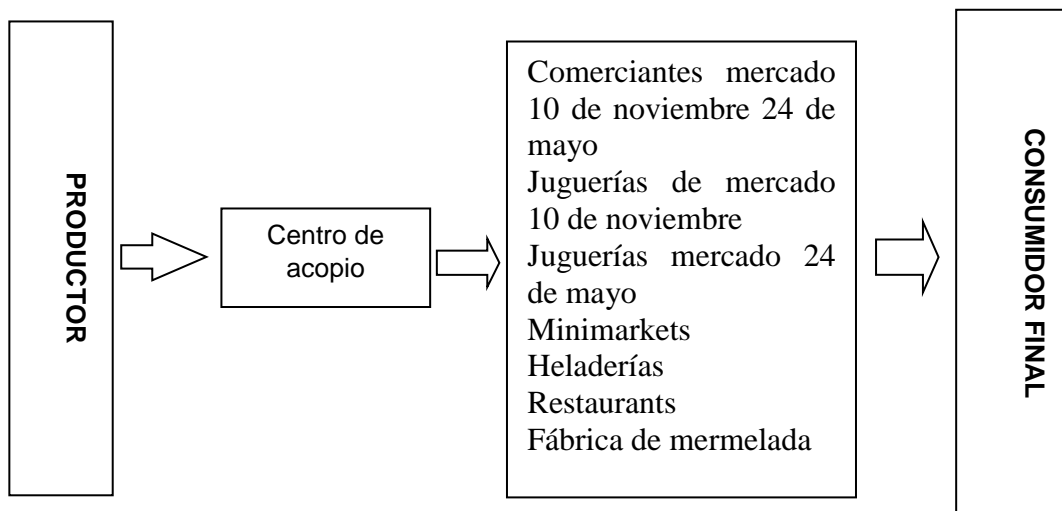 PRODUCTOR
Centro de
acopio
Comerciantes mercado
10 de noviembre 24 de
mayo
Juguerías de mercado
10 de noviembre
Juguerías mercado 24
de mayo
Minimarkets
Heladerías
Restaurants
Fábrica de mermelada
CONSUMIDOR FINAL